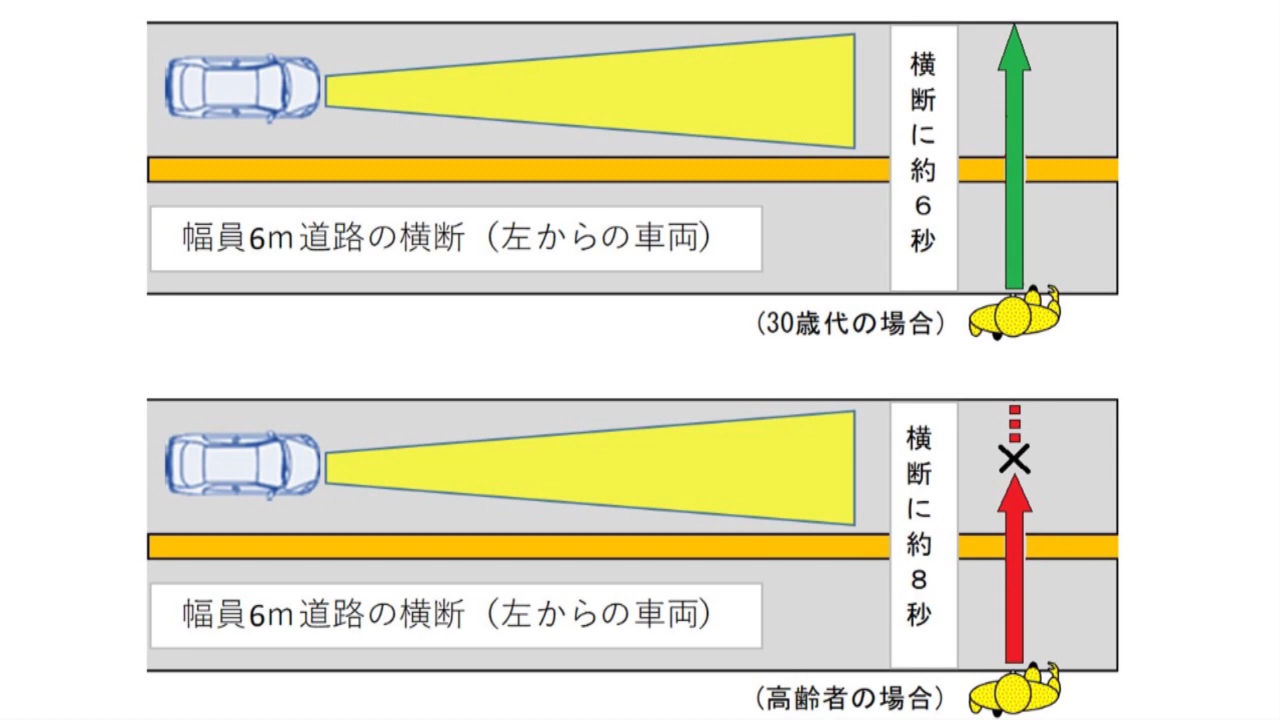 横断に約６秒
幅員6m道路の横断（左からの車両）
（30歳代の場合）
横断に約８秒
幅員6m道路の横断（左からの車両）
（高齢者の場合）